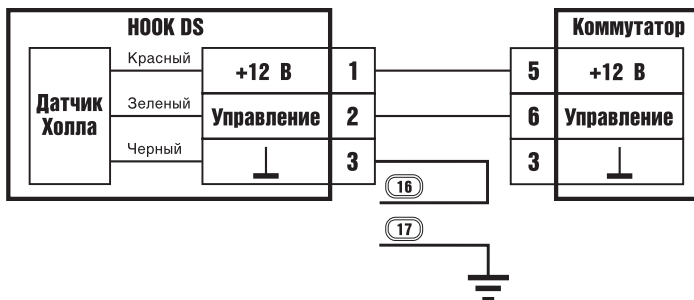 HOOK DS
Коммутатор
Датчик
Холла
Красный
+12 В
1
5
+12 В
Зеленый
Управление
2
6
Управление
Черный
3
3
16
17